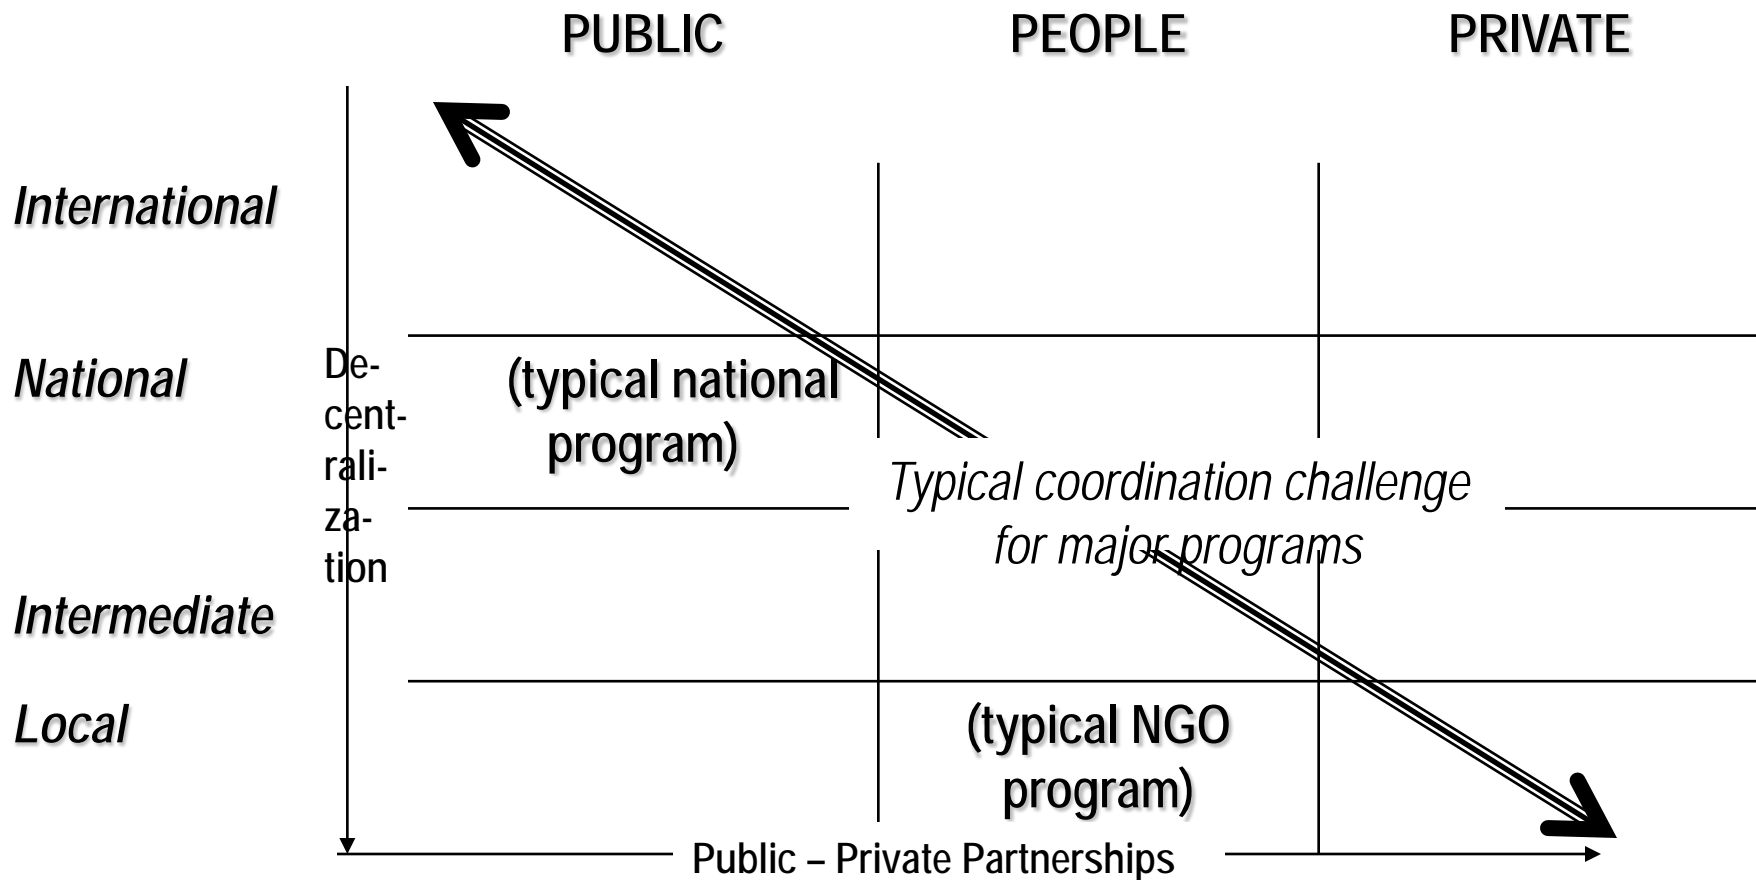 PUBLIC PEOPLE PRIVATE
International
National
De-
cent-
rali-
za-
tion
(typical national
program)
Typical coordination challenge
for major programs
Intermediate
Local
(typical NGO
program)
Public – Private Partnerships